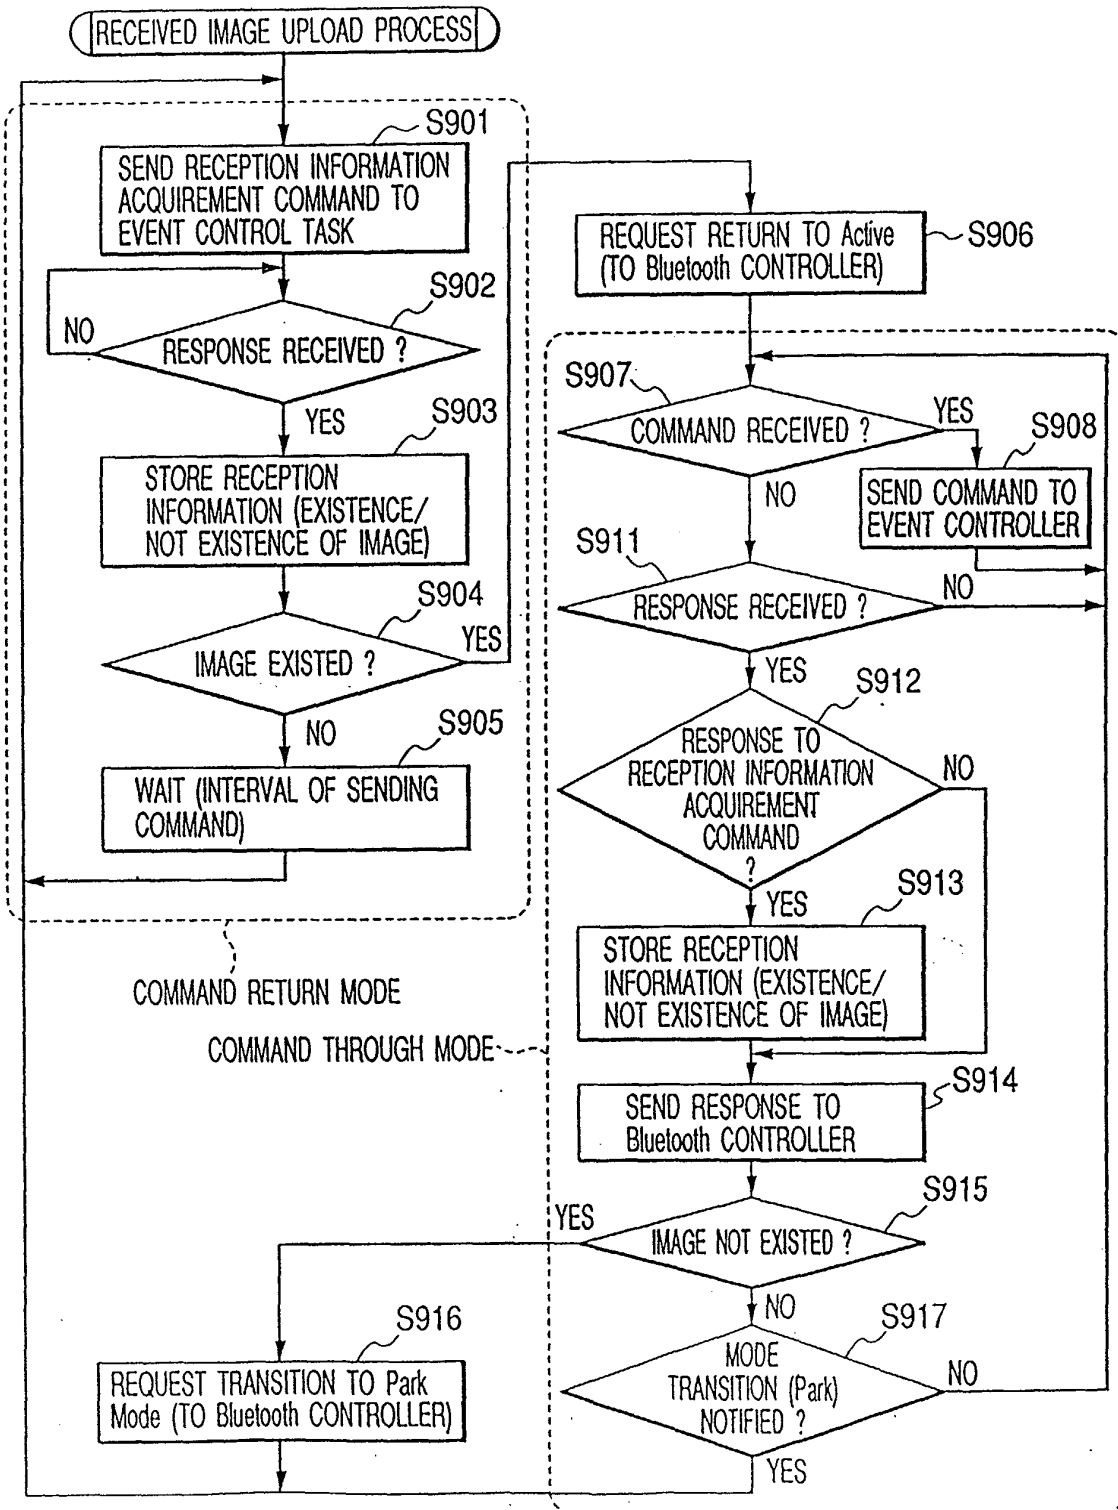 RECEIVED IMAGE UPLOAD PROCESS
S901
SEND RECEPTION INFORMATION
ACQUIREMENT COMMAND TO
EVENT CONTROL TASK
S902
NO
RESPONSE RECEIVED ?
YES
S903
STORE RECEPTION
INFORMATION (EXISTENCE/
NOT EXISTENCE OF IMAGE)
S904
YES
IMAGE EXISTED ?
NO
S905
WAIT (INTERVAL OF SENDING
COMMAND)
COMMAND RETURN MODE
REQUEST RETURN TO Active
(TO Bluetooth CONTROLLER)
S906
S907
COMMAND RECEIVED ?
YES
S908
NO
SEND COMMAND TO
EVENT CONTROLLER
S911
RESPONSE RECEIVED ?
NO
YES
S912
RESPONSE TO
RECEPTION INFORMATION
ACQUIREMENT
COMMAND
?
NO
YES
S913
STORE RECEPTION
INFORMATION (EXISTENCE/
NOT EXISTENCE OF IMAGE)
COMMAND THROUGH MODE
S914
SEND RESPONSE TO
Bluetooth CONTROLLER
S915
YES
IMAGE NOT EXISTED ?
NO
S916
REQUEST TRANSITION TO Park
Mode (TO Bluetooth CONTROLLER)
S917
MODE
TRANSITION (Park)
NOTIFIED ?
NO
YES